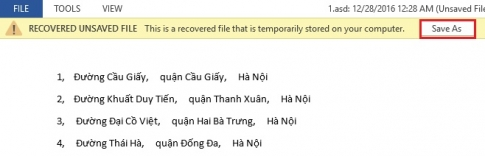 FILE TOOLS VIEW 1.asd: 12/28/2016 12:28 AM (Unsaved Fi
RECOVERED UNSAVED FILE This is a recovered file that is temporarily stored on your computer. Save As
1, Đường Cầu Giấy, quận Cầu Giấy, Hà Nội
2, Đường Khuất Duy Tiến, quận Thanh Xuân, Hà Nội
3, Đường Đại Cồ Việt, quận Hai Bà Trưng, Hà Nội
4, Đường Thái Hà, quận Đống Đa, Hà Nội